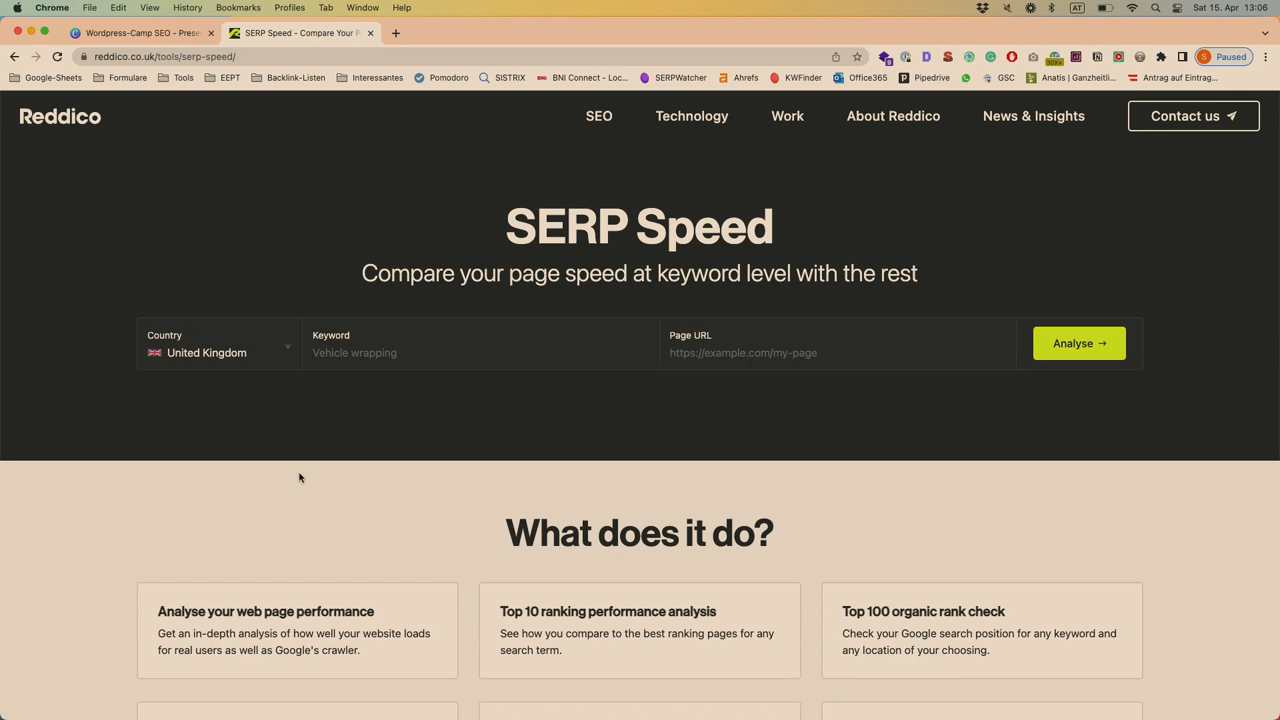 Chrome File Edit View History Bookmarks Profiles Tab Window Help AT Sat 15. Apr 13:06
Wordpress-Camp SEO - Prese × SERP Speed - Compare Your P × +
reddico.co.uk/tools/serp-speed/ S Paused
Google-Sheets Formulare Tools EEPT Backlink-Listen Interessantes Pomodoro SISTRIX BNI Connect - Loc... SERPWatcher Ahrefs KWFinder Office365 Pipedrive GSC Anatis | Ganzheitli... Antrag auf Eintrag...
Reddico SEO Technology Work About Reddico News & Insights Contact us
SERP Speed
Compare your page speed at keyword level with the rest
Country Keyword Page URL
United Kingdom Vehicle wrapping https://example.com/my-page Analyse →
What does it do?
Analyse your web page performance
Get an in-depth analysis of how well your website loads
for real users as well as Google's crawler.
Top 10 ranking performance analysis
See how you compare to the best ranking pages for any
search term.
Top 100 organic rank check
Check your Google search position for any keyword and
any location of your choosing.